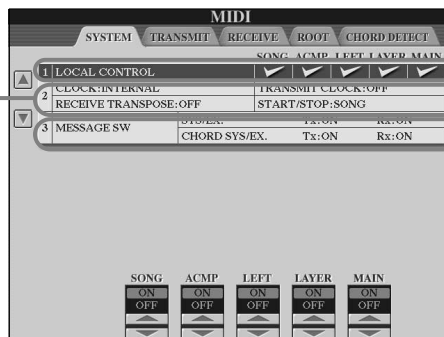 MIDI
SYSTEM TRANSMIT RECEIVE ROOT CHORD DETECT
SONG ACMP LEFT LAYER MAIN
1 LOCAL CONTROL
2 CLOCK:INTERNAL TRANSMIT CLOCK:OFF
RECEIVE TRANSPOSE:OFF START/STOP:SONG
3 MESSAGE SW SYS/EX. Tx:ON Rx:ON
CHORD SYS/EX. Tx:ON Rx:ON
SONG ACMP LEFT LAYER MAIN
ON ON ON ON ON
OFF OFF OFF OFF OFF